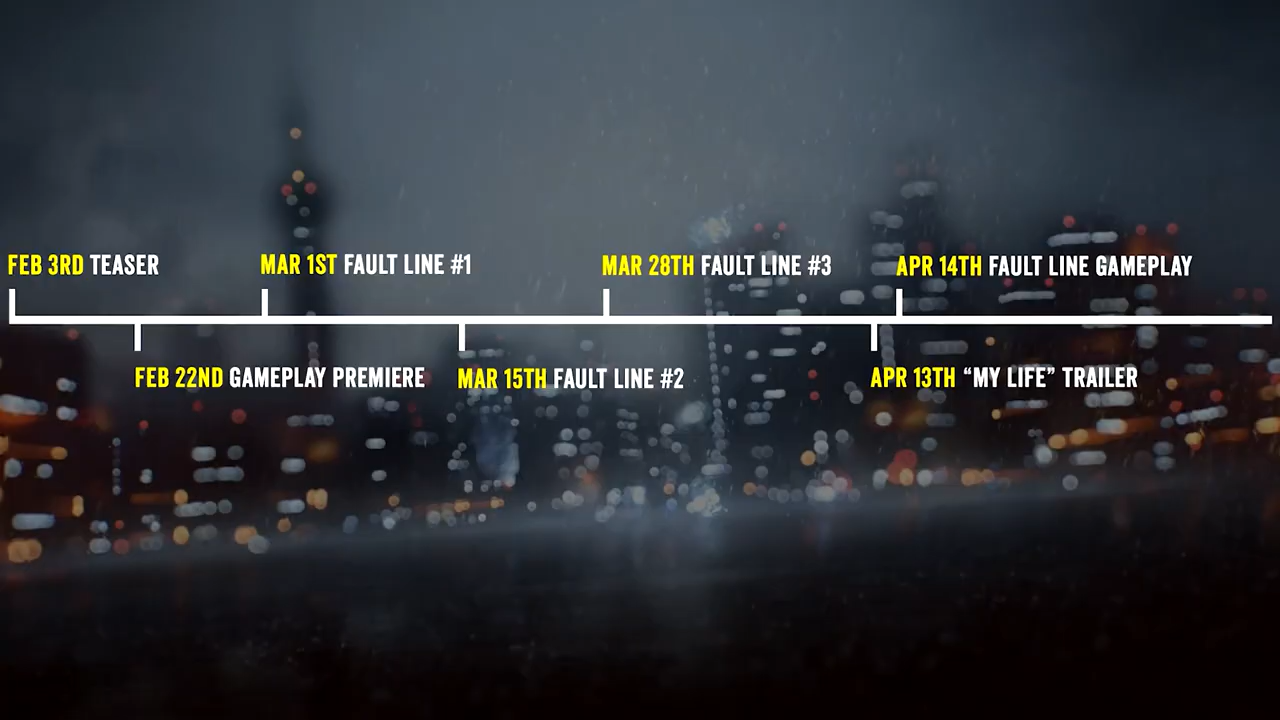 FEB 3RD TEASER
MAR 1ST FAULT LINE #1
MAR 28TH FAULT LINE #3
APR 14TH FAULT LINE GAMEPLAY
FEB 22ND GAMEPLAY PREMIERE
MAR 15TH FAULT LINE #2
APR 13TH “MY LIFE” TRAILER